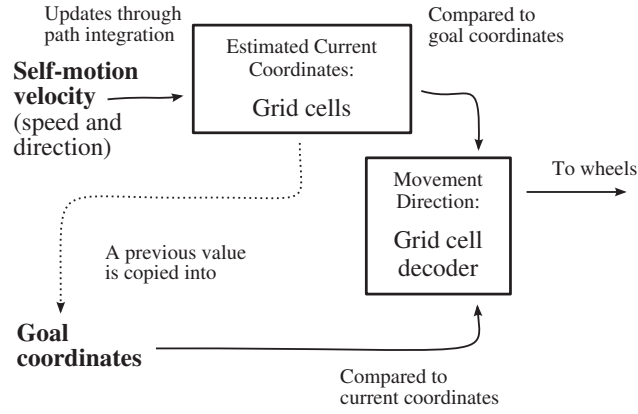 Updates through
path integration
Self-motion
velocity
(speed and
direction)
Estimated Current
Coordinates:
Grid cells
Compared to
goal coordinates
Movement
Direction:
Grid cell
decoder
To wheels
A previous value
is copied into
Goal
coordinates
Compared to
current coordinates